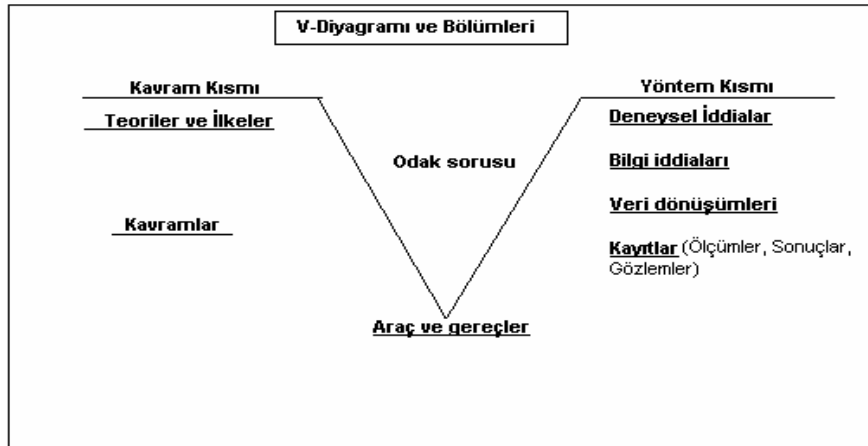 V-Diyagramı ve Bölümleri
Kavram Kısmı
Teoriler ve İlkeler
Kavramlar
Odak sorusu
Araç ve gereçler
Yöntem Kısmı
Deneysel İddialar
Bilgi iddiaları
Veri dönüşümleri
Kayıtlar (Ölçümler, Sonuçlar,
Gözlemler)